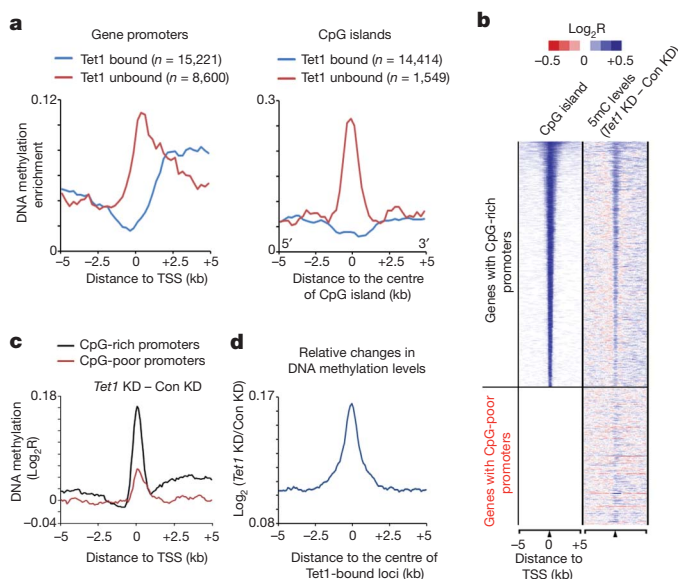 a
Gene promoters
Tet1 bound (n = 15,221)
Tet1 unbound (n = 8,600)
DNA methylation
enrichment
0.12
0
−5
−2.5
0
+2.5
+5
Distance to TSS (kb)
CpG islands
Tet1 bound (n = 14,414)
Tet1 unbound (n = 1,549)
0.3
0
5′
3′
−5
−2.5
0
+2.5
+5
Distance to the centre
of CpG island (kb)
b
Log2R
−0.5
0
+0.5
CpG island
5mC levels
(Tet1 KD – Con KD)
Genes with CpG-rich
promoters
Genes with CpG-poor
promoters
−5
0
+5
Distance to
TSS (kb)
c
CpG-rich promoters
CpG-poor promoters
Tet1 KD – Con KD
DNA methylation
(Log2R)
0.18
0
−0.04
−5
−2.5
0
+2.5
+5
Distance to TSS (kb)
d
Relative changes in
DNA methylation levels
Log2 (Tet1 KD/Con KD)
0.17
0.08
−5
−2.5
0
+2.5
+5
Distance to the centre of
Tet1-bound loci (kb)